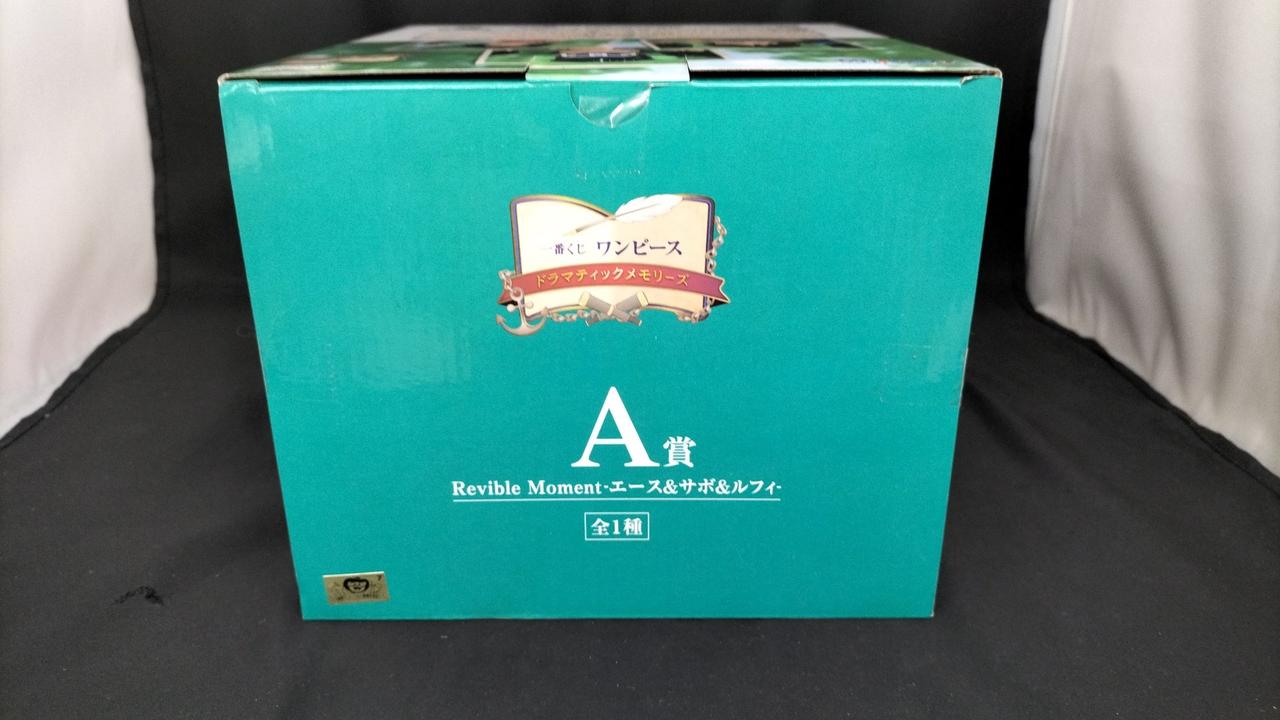 一番くじ ワンピース
ドラマティックメモリーズ
A賞
Revible Moment-エース&サボ&ルフィ-
全1種